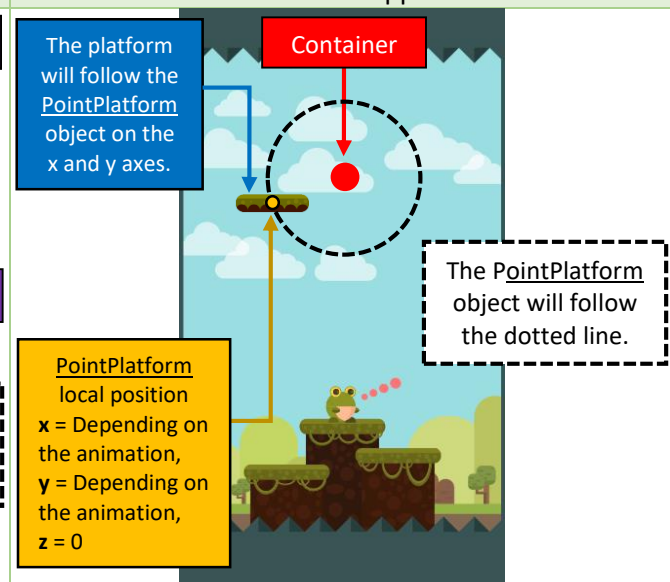 The platform
will follow the
PointPlatform
object on the
x and y axes.
Container
The PointPlatform
object will follow
the dotted line.
PointPlatform
local position
x = Depending on
the animation,
y = Depending on
the animation,
z = 0